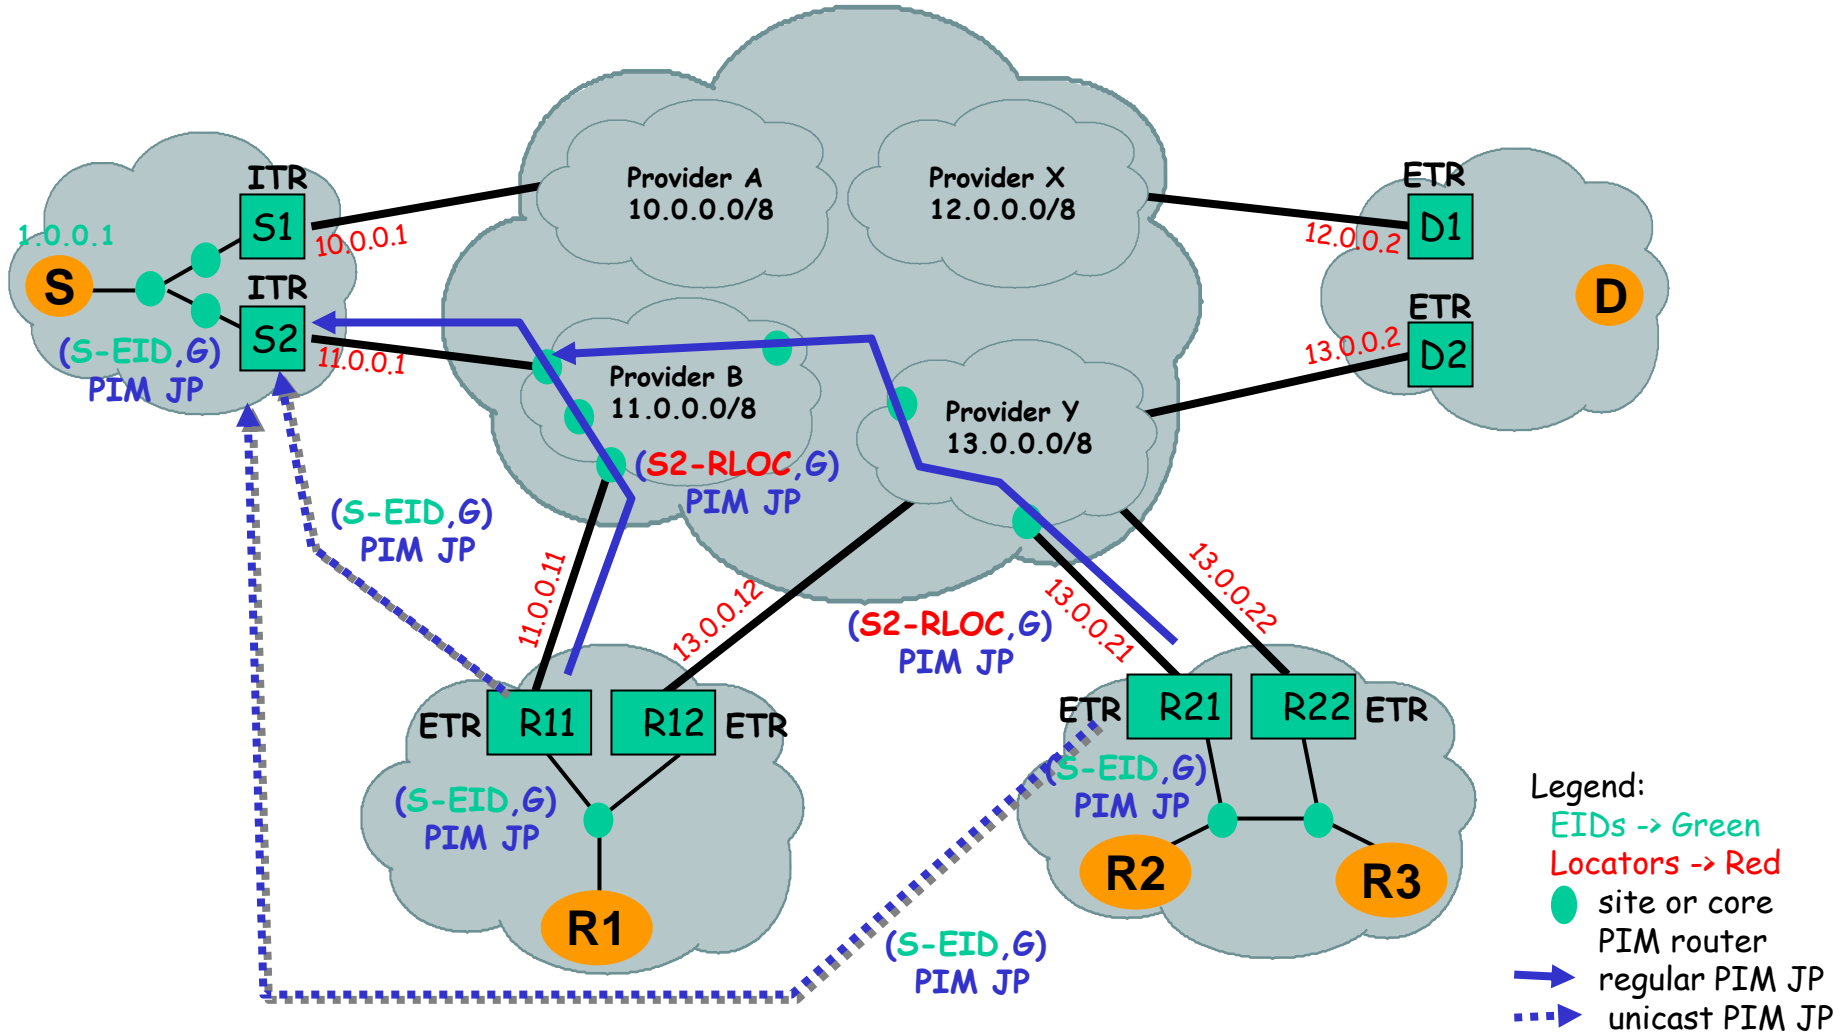 Provider A
10.0.0.0/8
Provider X
12.0.0.0/8
ITR
S1
10.0.0.1
1.0.0.1
S
ITR
S2
11.0.0.1
(S-EID,G)
PIM JP
ETR
D1
12.0.0.2
D
ETR
D2
13.0.0.2
Provider B
11.0.0.0/8
Provider Y
13.0.0.0/8
(S2-RLOC,G)
PIM JP
(S-EID,G)
PIM JP
11.0.0.11
13.0.0.12
(S2-RLOC,G)
PIM JP
13.0.0.21
13.0.0.22
ETR
R11
R12
ETR
(S-EID,G)
PIM JP
R1
ETR
R21
R22
ETR
(S-EID,G)
PIM JP
R2
R3
(S-EID,G)
PIM JP
Legend:
EIDs -> Green
Locators -> Red
site or core
PIM router
regular PIM JP
unicast PIM JP